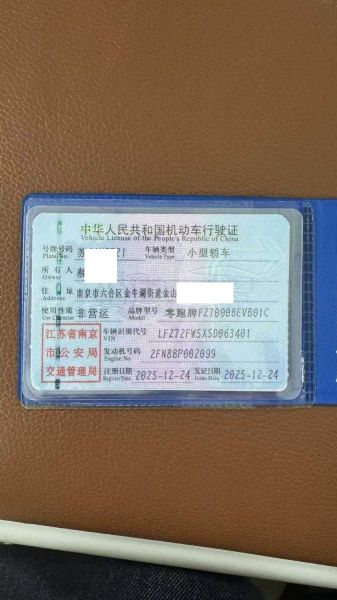 中华人民共和国机动车行驶证
Vehicle License of the People's Republic of China
号牌号码 苏 21 车辆类型 小型轿车
Plate No. Vehicle Type
所有人
Owner
住址 南京市六合区金牛湖街道金山
Address
使用性质 非营运 品牌型号 零跑牌FZ7000BEVB01C
Use Character Model
江苏省南京
市公安局
交通管理局
车辆识别代号 LFZ72FW5XSD063401
VIN
发动机号码 2FN8BP002099
Engine No.
注册日期 2025-12-24 发证日期 2025-12-24
Register Date Issue Date